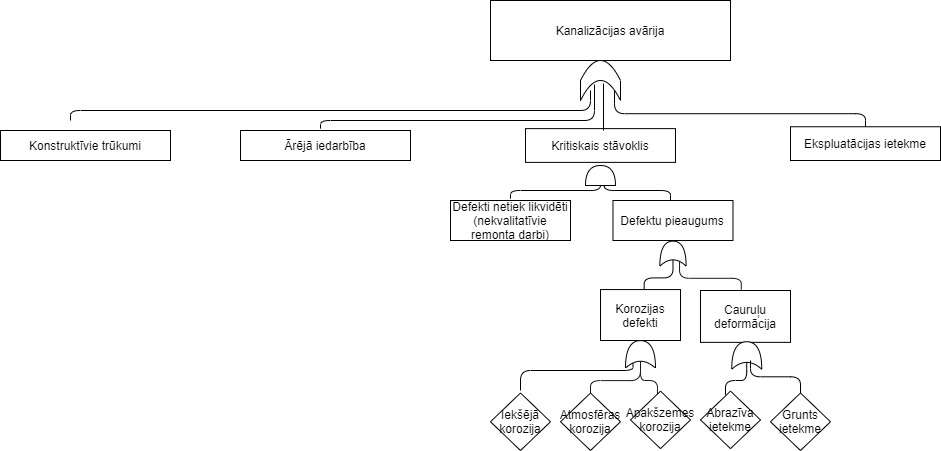 Kanalizācijas avārija
Konstruktīvie trūkumi
Ārējā iedarbība
Kritiskais stāvoklis
Ekspluatācijas ietekme
Defekti netiek likvidēti
(nekvalitatīvie
remonta darbi)
Defektu pieaugums
Korozijas
defekti
Cauruļu
deformācija
Iekšējā
korozija
Atmosfēras
korozija
Apakšzemes
korozija
Abrazīva
ietekme
Grunts
ietekme